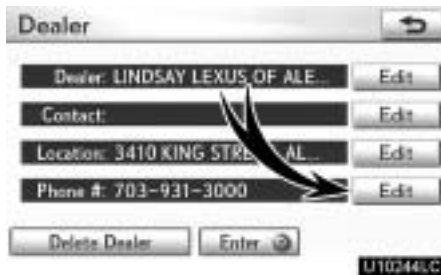 Dealer
Dealer: LINDSAY LEXUS OF ALE... Edit
Contact: Edit
Location: 3410 KING STRE AL... Edit
Phone #: 703-931-3000 Edit
Delete Dealer Enter
U10244LC